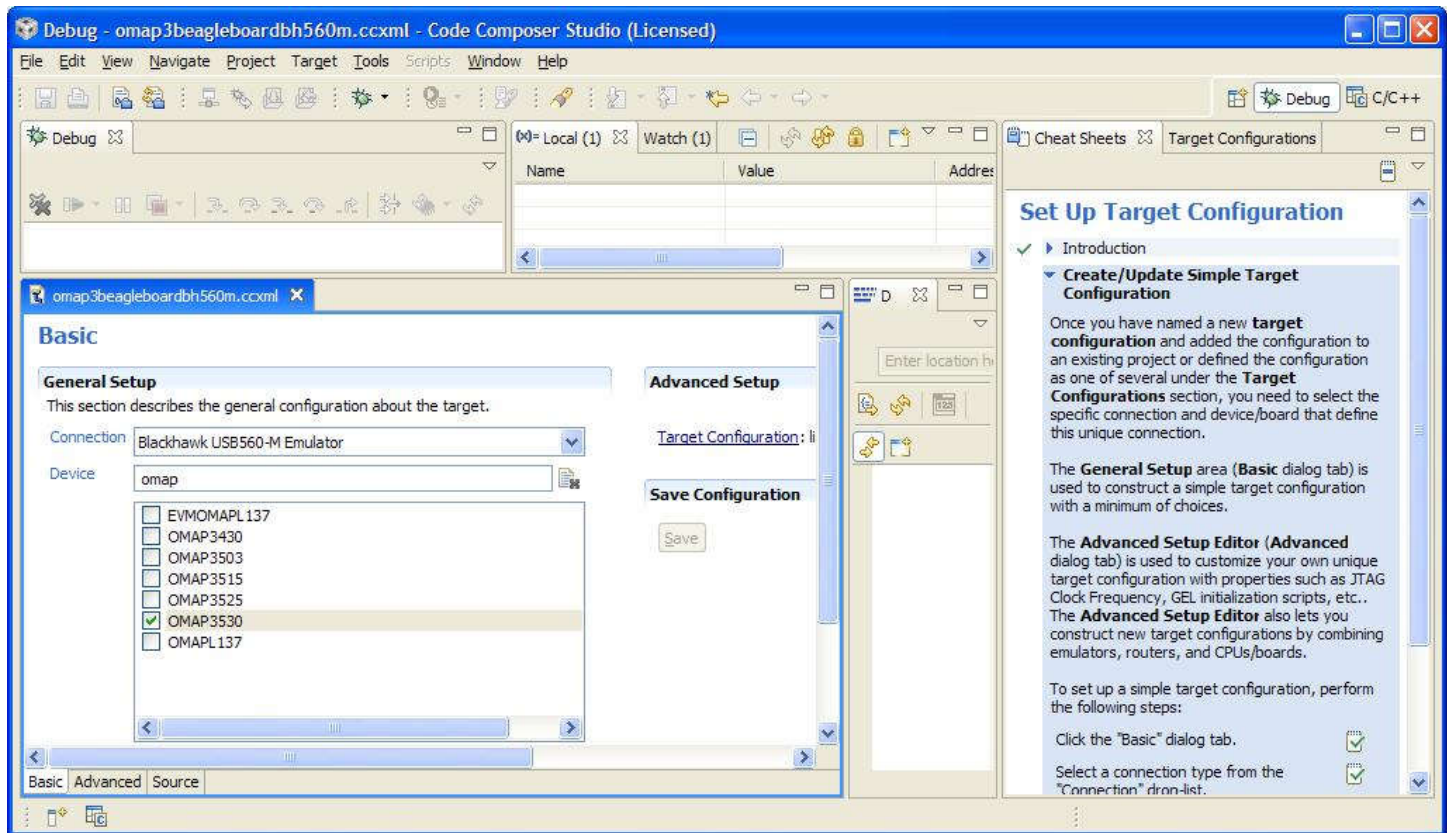 Debug - omap3beagleboardbh560m.ccxml - Code Composer Studio (Licensed)
File Edit View Navigate Project Target Tools Scripts Window Help
Debug C/C++
Debug
(x)= Local (1) Watch (1)
Name Value Addres
Cheat Sheets Target Configurations
Set Up Target Configuration
Introduction
Create/Update Simple Target
Configuration
Once you have named a new target
configuration and added the configuration to
an existing project or defined the configuration
as one of several under the Target
Configurations section, you need to select the
specific connection and device/board that define
this unique connection.
The General Setup area (Basic dialog tab) is
used to construct a simple target configuration
with a minimum of choices.
The Advanced Setup Editor (Advanced
dialog tab) is used to customize your own unique
target configuration with properties such as JTAG
Clock Frequency, GEL initialization scripts, etc..
The Advanced Setup Editor also lets you
construct new target configurations by combining
emulators, routers, and CPUs/boards.
To set up a simple target configuration, perform
the following steps:
Click the "Basic" dialog tab.
Select a connection type from the
"Connection" drop-list.
omap3beagleboardbh560m.ccxml
Basic
General Setup
This section describes the general configuration about the target.
Connection Blackhawk USB560-M Emulator
Device omap
EVMOMAPL137
OMAP3430
OMAP3503
OMAP3515
OMAP3525
OMAP3530
OMAPL137
Advanced Setup
Target Configuration: li
Save Configuration
Save
Basic Advanced Source
D
Enter location h